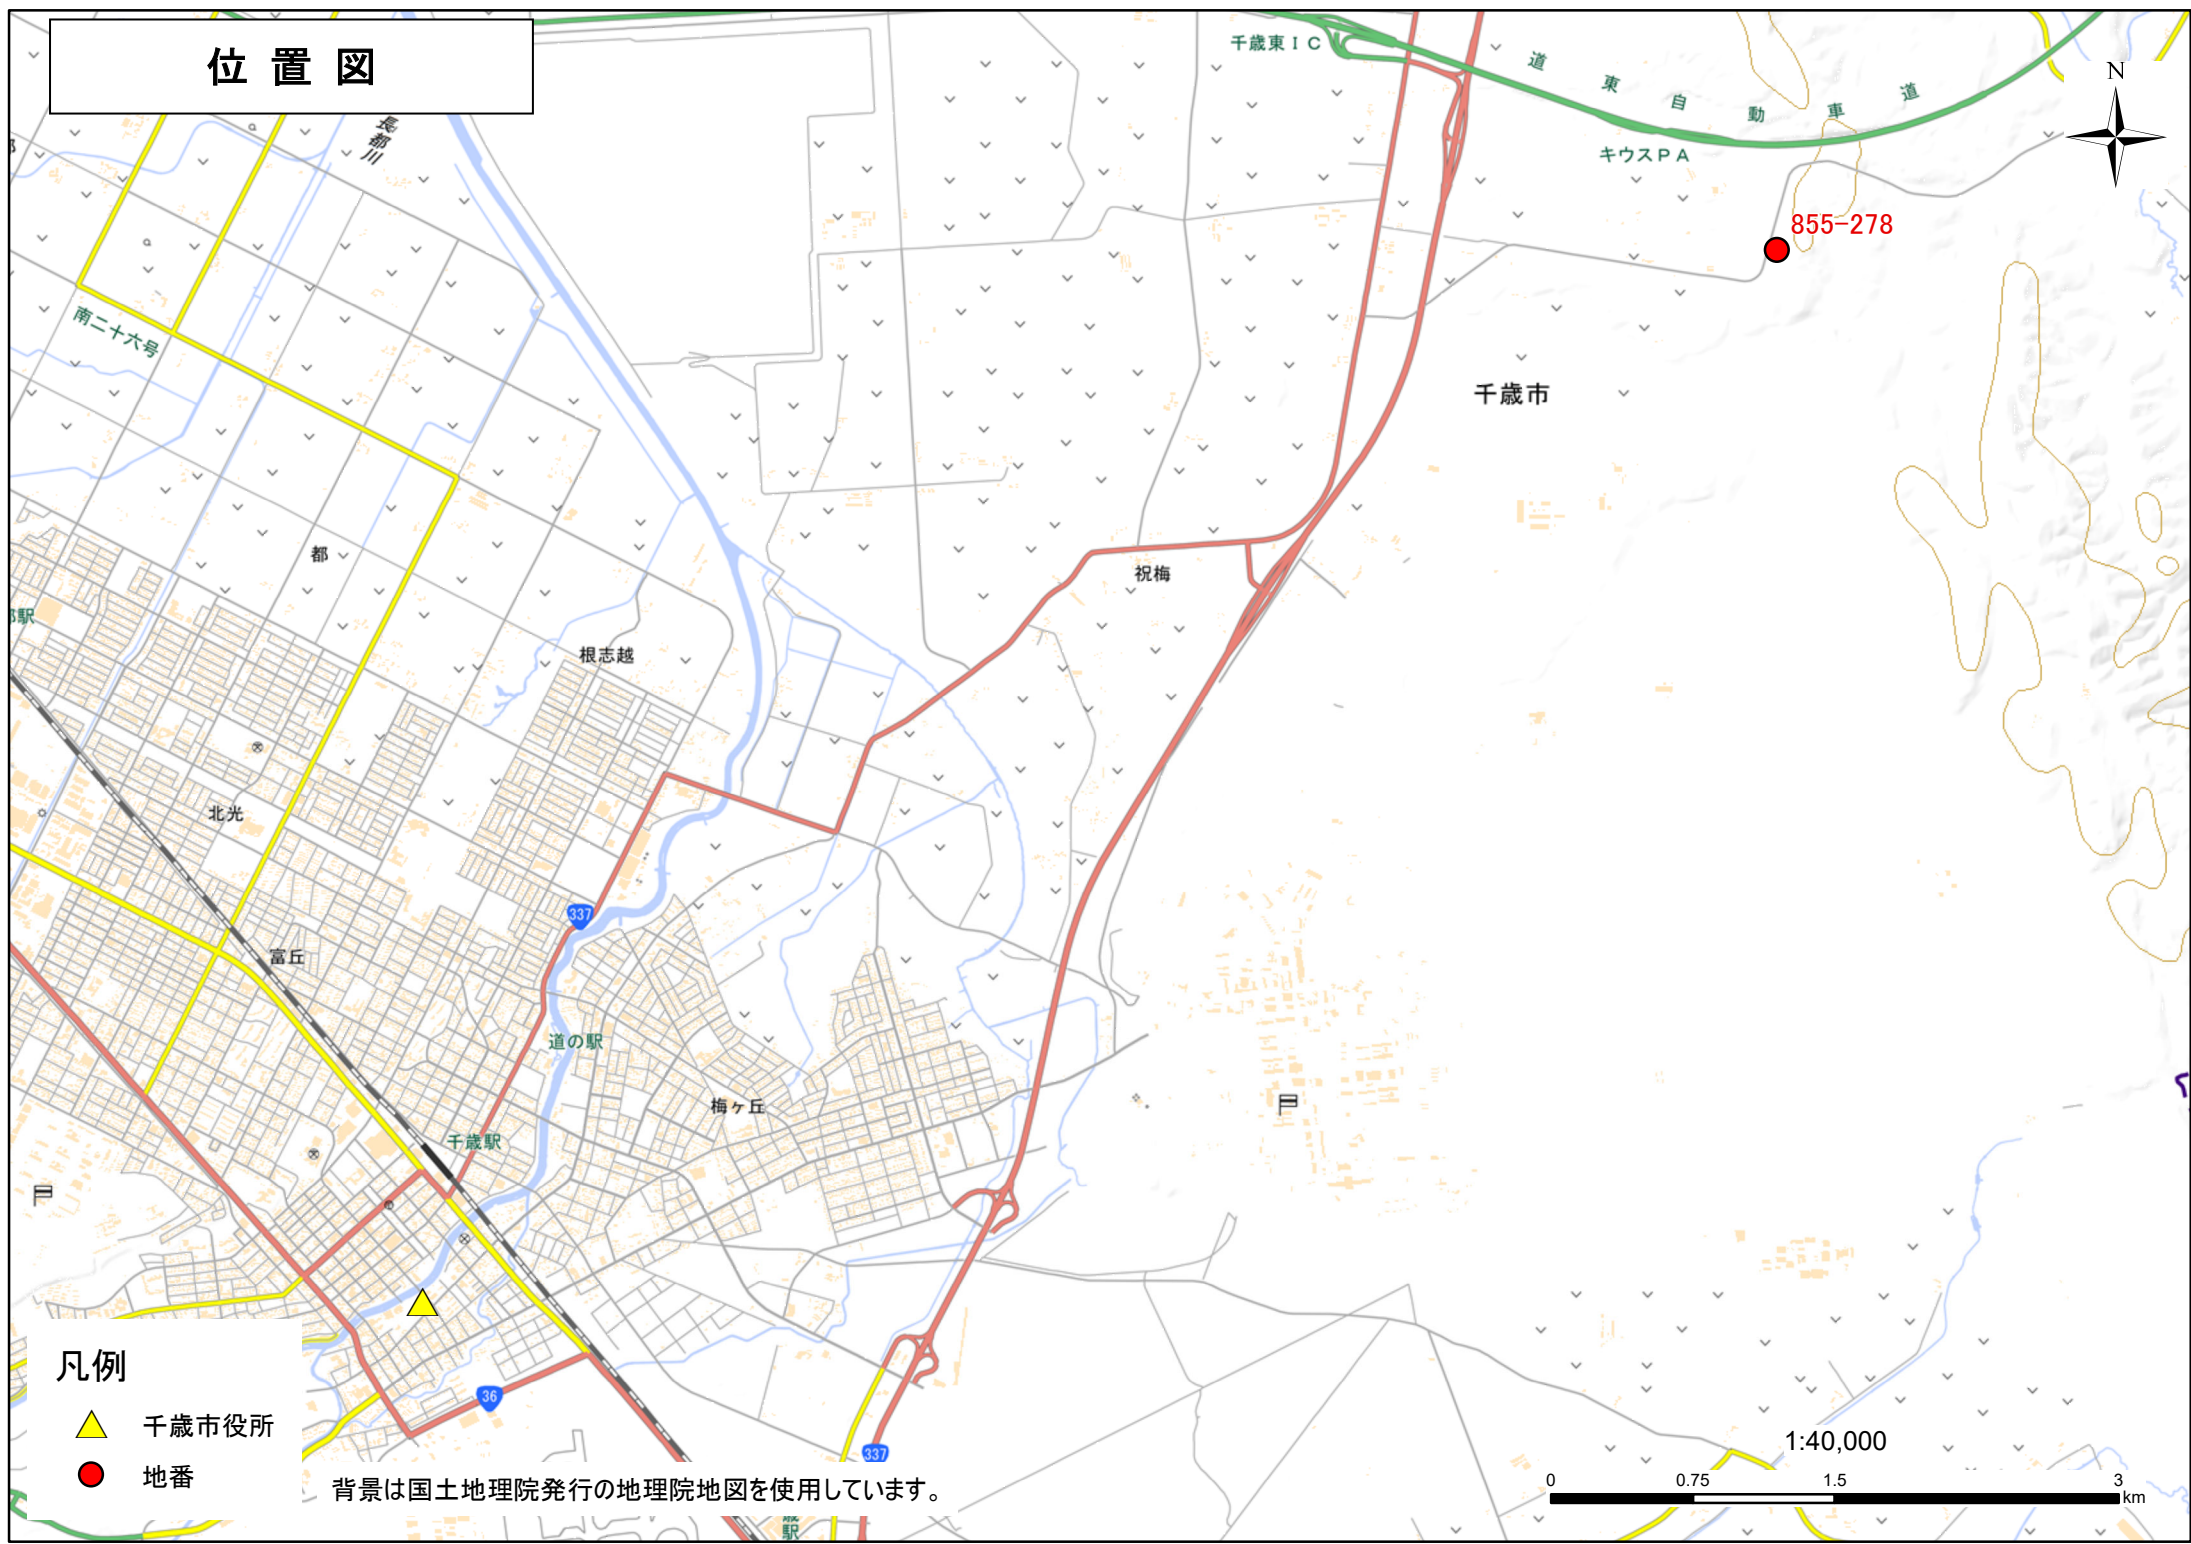 位置図
千歳東IC
道東自動車道
キウスPA
N
長都川
855-278
南二十六号
千歳市
都
祝梅
根志越
北光
337
富丘
道の駅
梅ヶ丘
千歳駅
凡例
千歳市役所
地番
36
337
背景は国土地理院発行の地理院地図を使用しています。
1:40,000
0 0.75 1.5 3
km